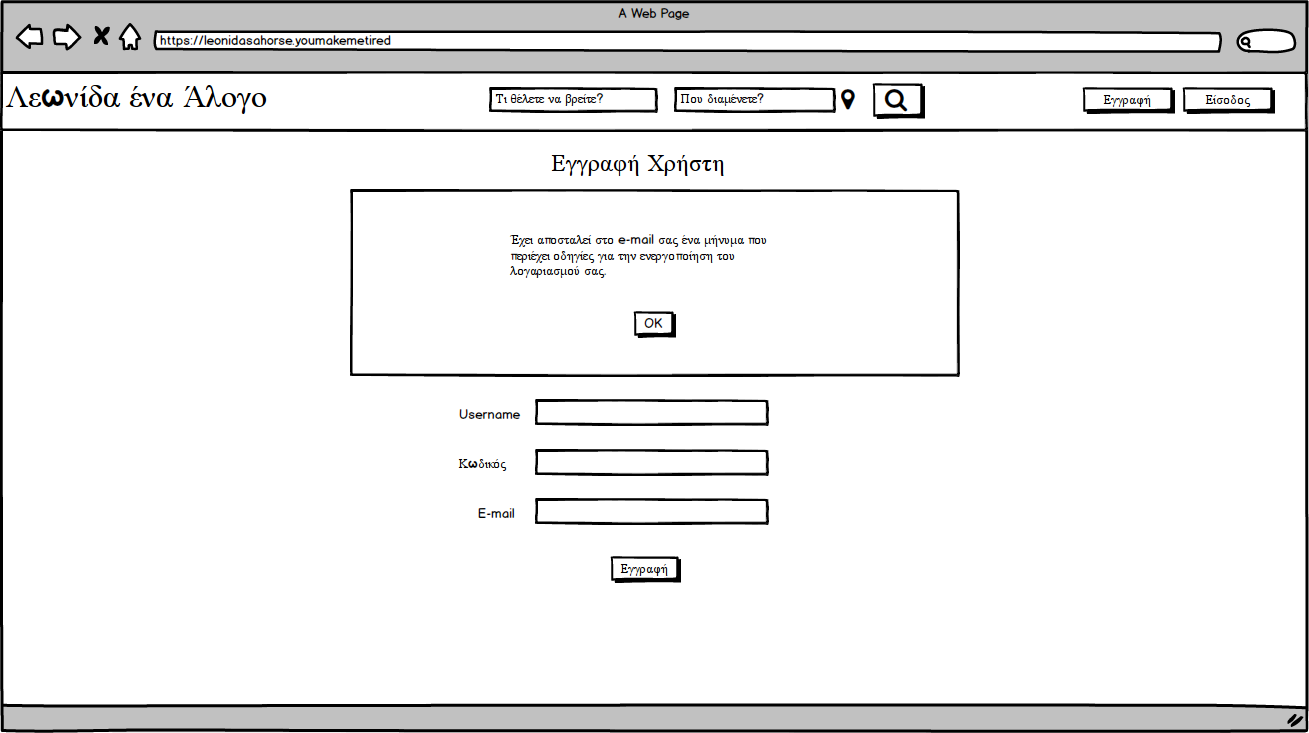 A Web Page
https://leonidasahorse.youmakemetired
Λεωνίδα ένα Άλογο
Τι θέλετε να βρείτε?
Που διαμένετε?
Εγγραφή
Είσοδος
Εγγραφή Χρήστη
Έχει αποσταλεί στο e-mail σας ένα μήνυμα που
περιέχει οδηγίες για την ενεργοποίηση του
λογαριασμού σας.
OK
Username
Κωδικός
E-mail
Εγγραφή